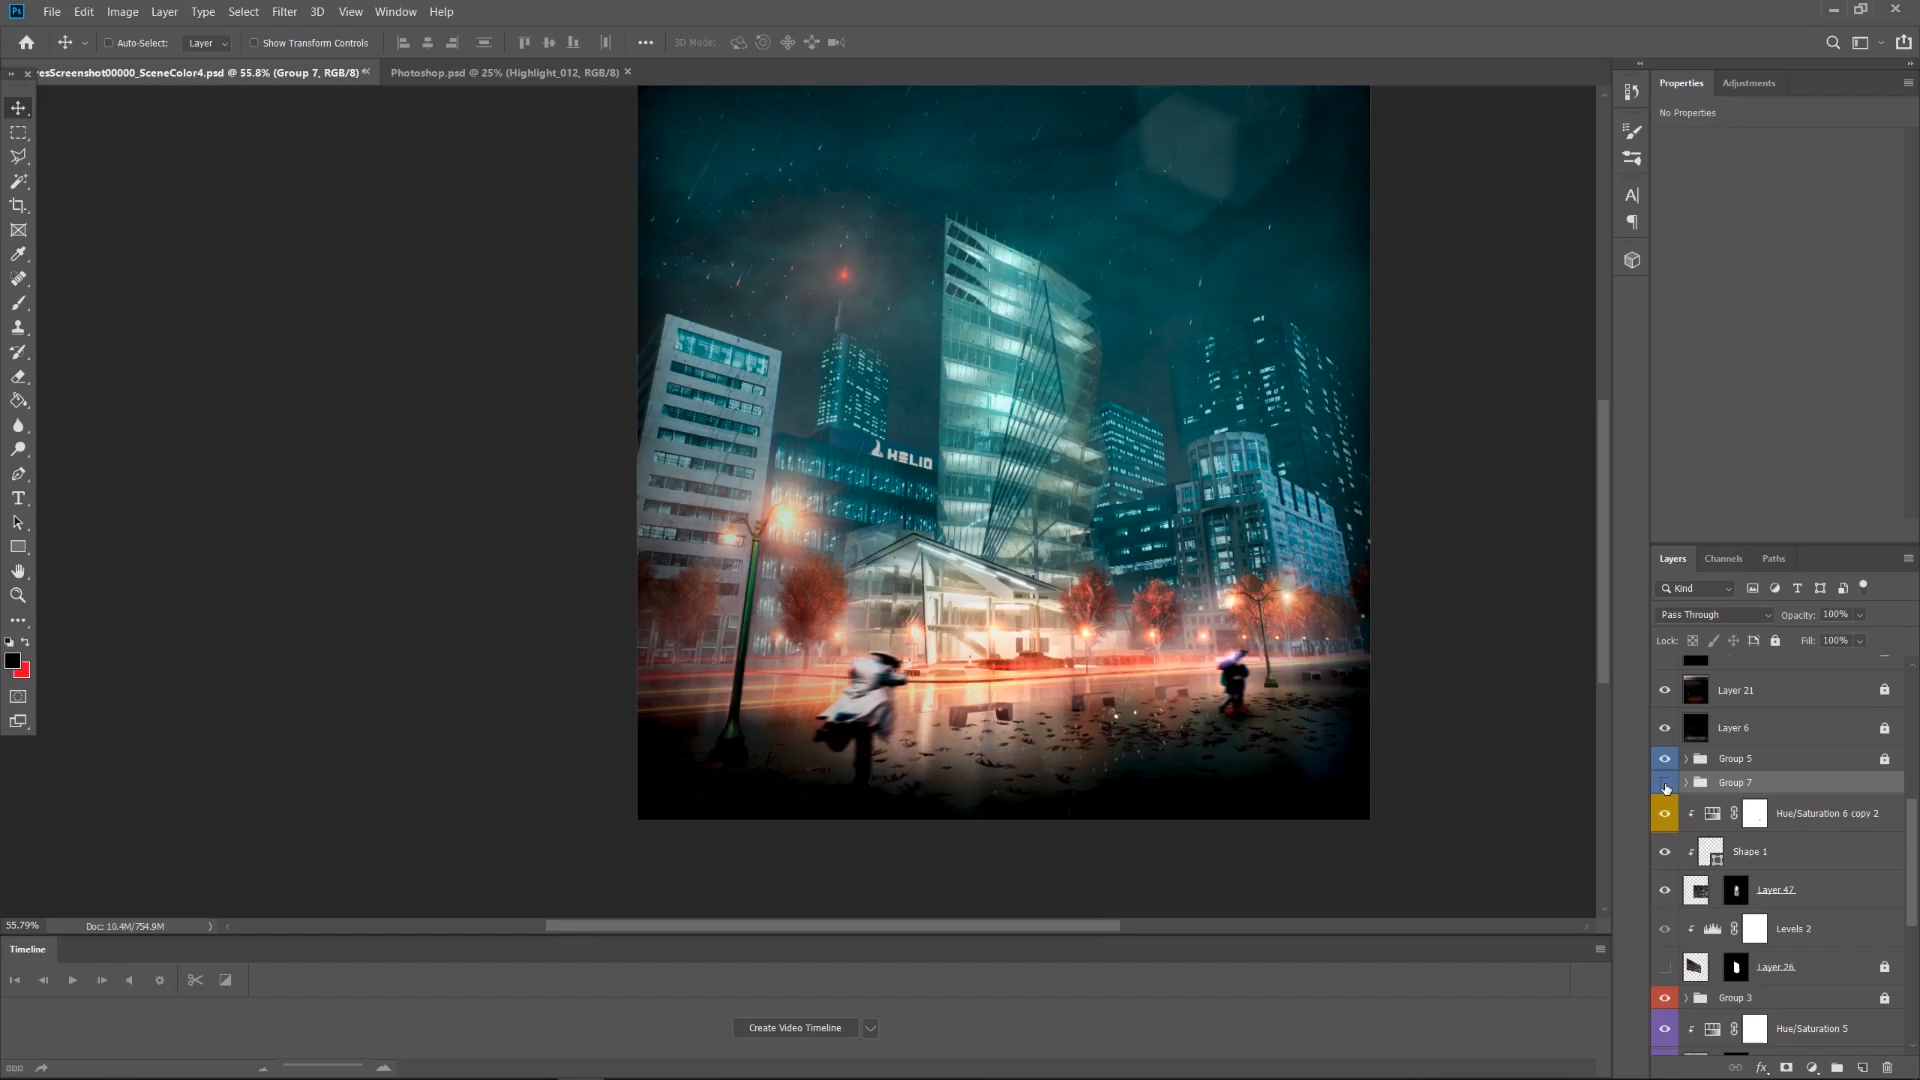 Ps File Edit Image Layer Type Select Filter 3D View Window Help
Auto-Select: Layer Show Transform Controls 3D Mode:
resScreenshot00000_SceneColor4.psd @ 55.8% (Group 7, RGB/8) Photoshop.psd @ 25% (Highlight_012, RGB/8)
Properties Adjustments
No Properties
HELIO
Layers Channels Paths
Kind
Pass Through Opacity: 100%
Lock: Fill: 100%
Layer 21
Layer 6
Group 5
Group 7
Hue/Saturation 6 copy 2
Shape 1
Layer 47
Levels 2
Layer 26
Group 3
Hue/Saturation 5
55.79% Doc: 10.4M/754.9M
Timeline
Create Video Timeline